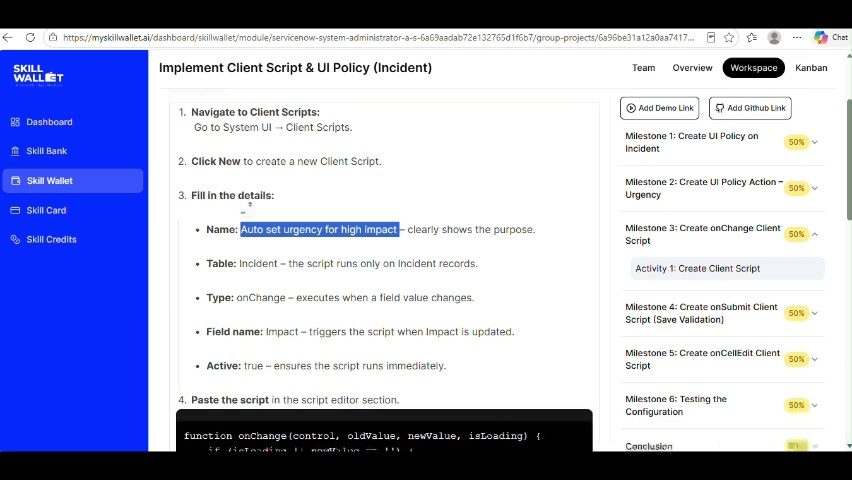 https://myskillwallet.ai/dashboard/skillwallet/module/servicenow-system-administrator-a-s-6a69aadab72e132765d1f6b7/group-projects/6a96be31a12a0aa7417...
Chat
SKILL
WALLET
Implement Client Script & UI Policy (Incident)
Team
Overview
Workspace
Kanban
Dashboard
Skill Bank
Skill Wallet
Skill Card
Skill Credits
1. Navigate to Client Scripts:
Go to System UI → Client Scripts.
2. Click New to create a new Client Script.
3. Fill in the details:
• Name: Auto set urgency for high impact – clearly shows the purpose.
• Table: Incident – the script runs only on Incident records.
• Type: onChange – executes when a field value changes.
• Field name: Impact – triggers the script when Impact is updated.
• Active: true – ensures the script runs immediately.
4. Paste the script in the script editor section.
function onChange(control, oldValue, newValue, isLoading) {
if (isLoading || newValue == '') {
Add Demo Link
Add Github Link
Milestone 1: Create UI Policy on
Incident
50%
Milestone 2: Create UI Policy Action –
Urgency
50%
Milestone 3: Create onChange Client
Script
50%
Activity 1: Create Client Script
Milestone 4: Create onSubmit Client
Script (Save Validation)
50%
Milestone 5: Create onCellEdit Client
Script
50%
Milestone 6: Testing the
Configuration
50%
Conclusion